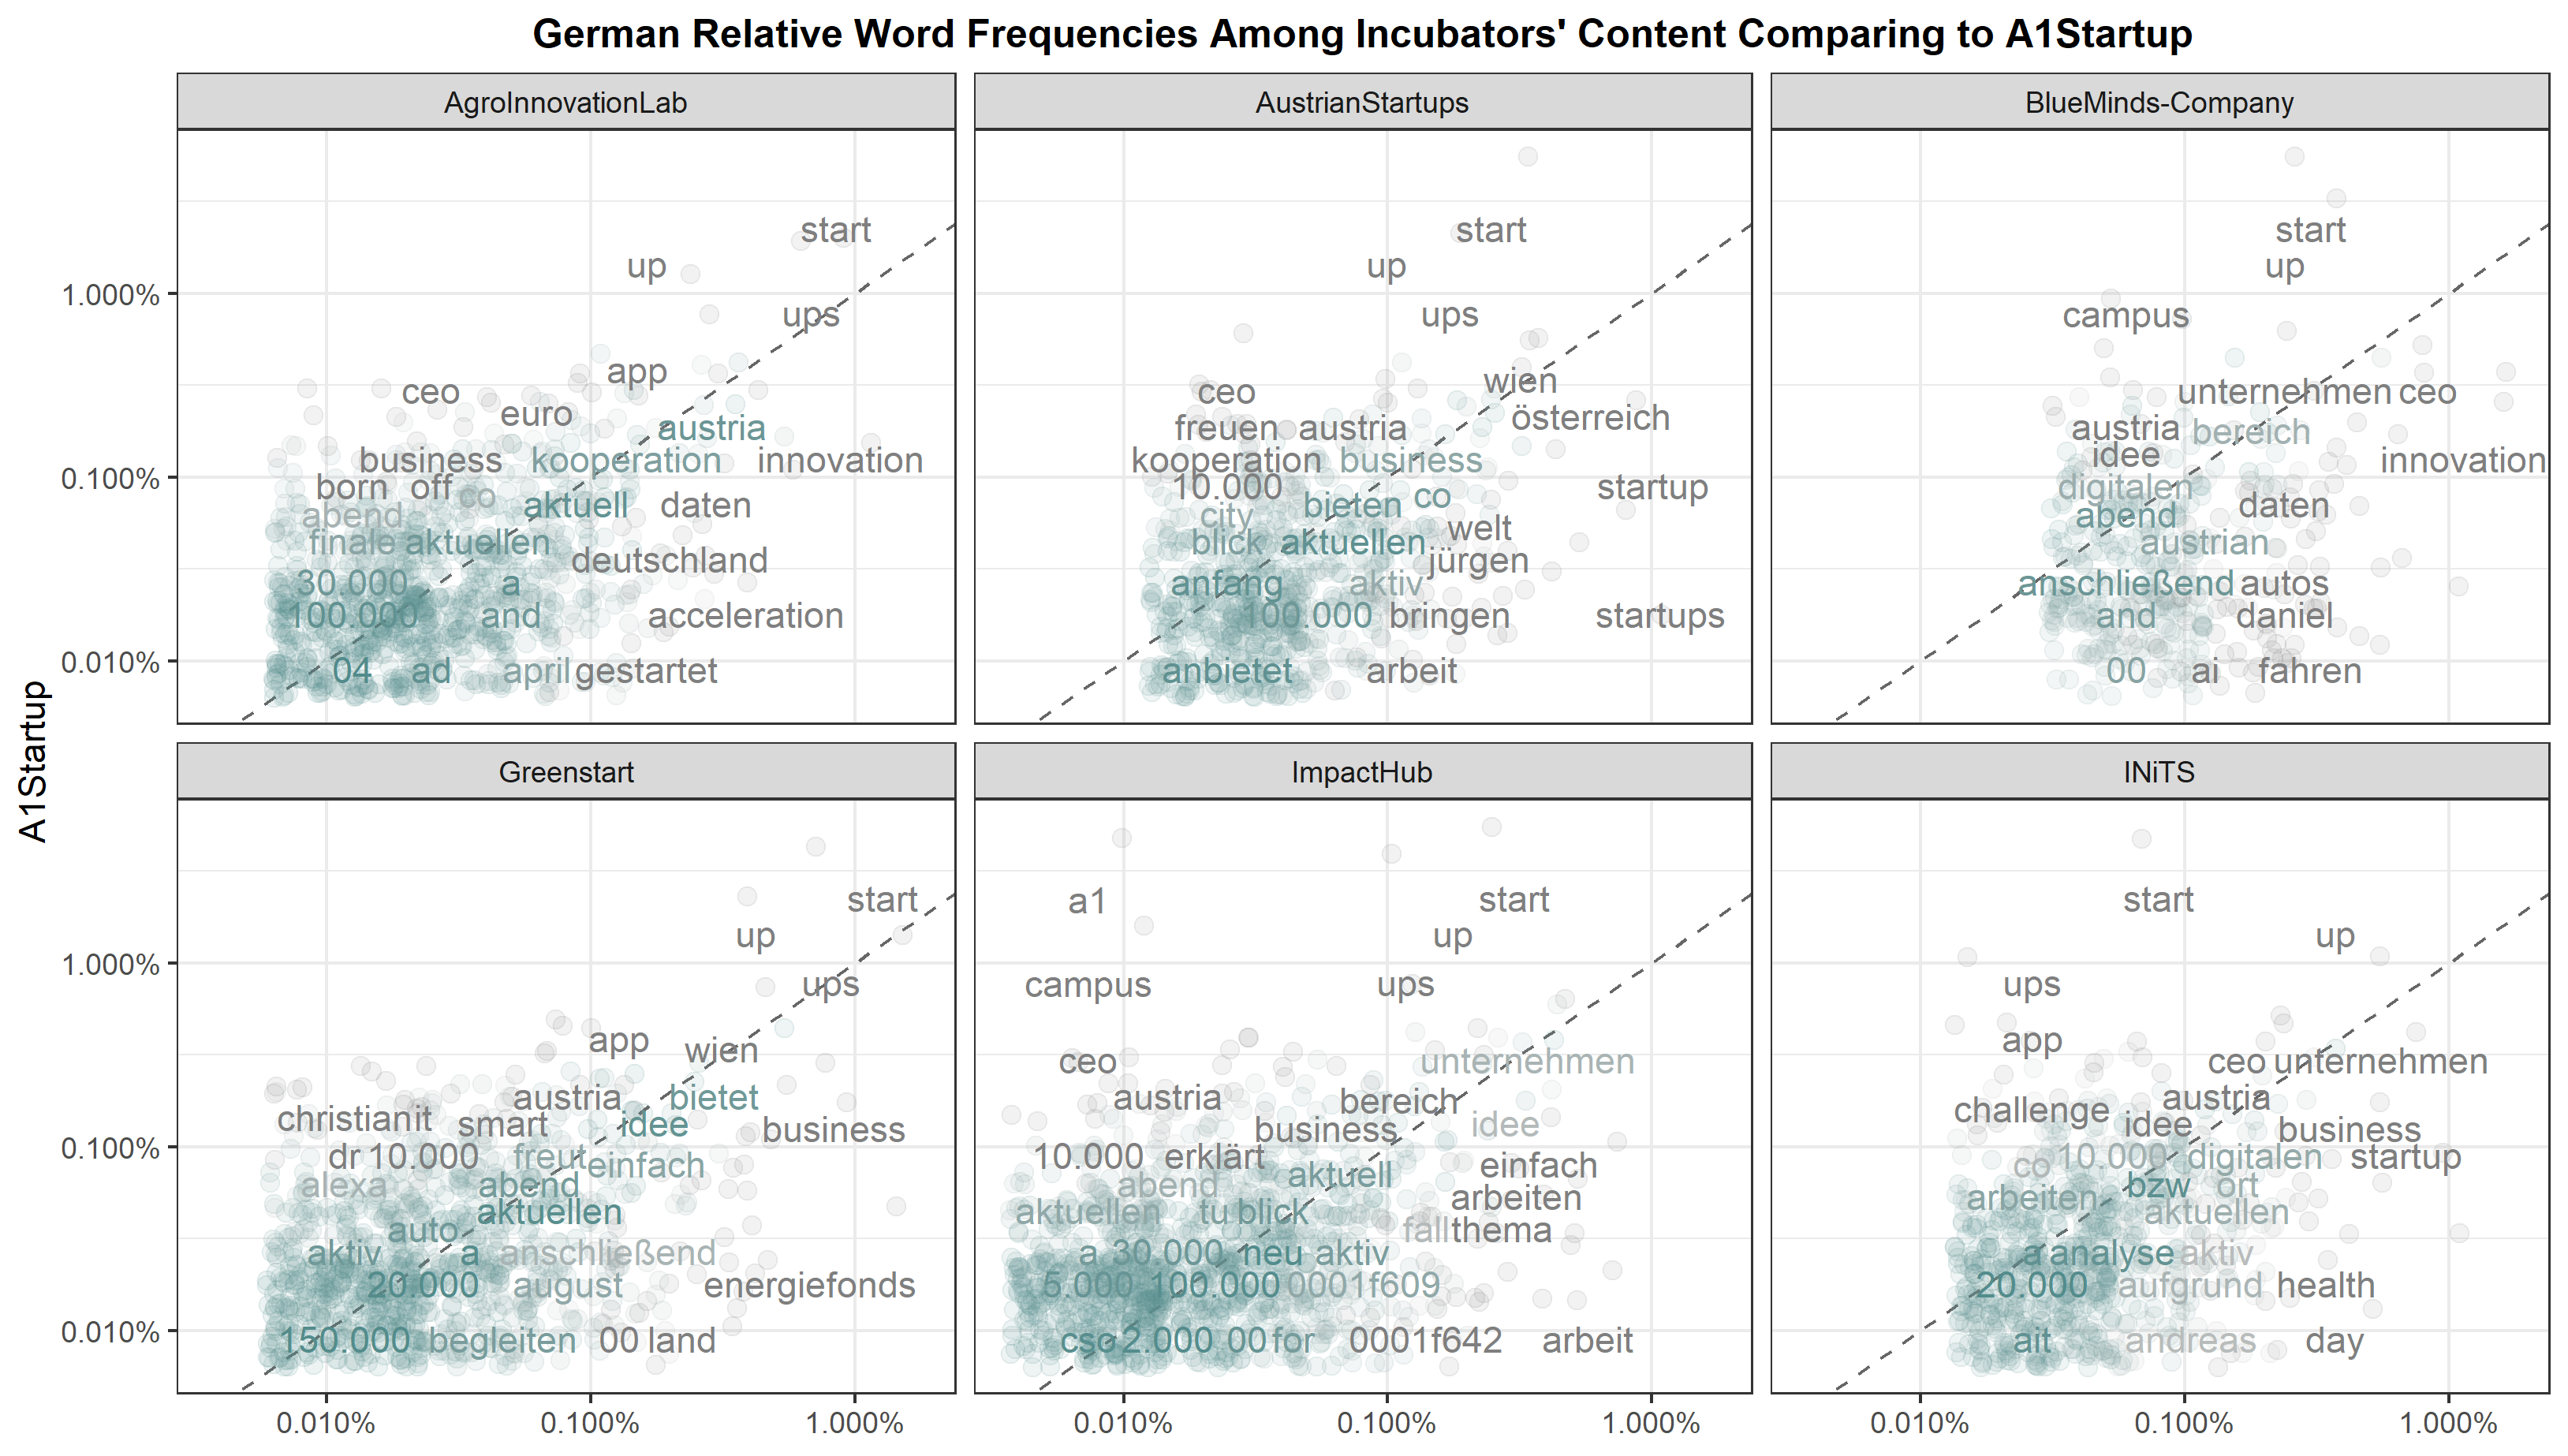 German Relative Word Frequencies Among Incubators' Content Comparing to A1Startup
AgroInnovationLab
AustrianStartups
BlueMinds-Company
A1Startup
1.000%
0.100%
0.010%
start
up
ups
app
ceo
euro
austria
business kooperation innovation
born off co
aktuell daten
abend
finale aktuellen
deutschland
30.000 a
100.000 and acceleration
04 ad april gestartet
start
up
ups
wien
ceo
österreich
freuen austria
kooperation business
10.000 startup
bieten co
city welt
blick aktuellen
jürgen
anfang aktiv
100.000 bringen startups
anbietet arbeit
start
up
campus
unternehmen ceo
austria bereich
idee innovation
digitalen
abend daten
austrian
anschließend autos
and daniel
00 ai fahren
Greenstart
ImpactHub
INiTS
1.000%
0.100%
0.010%
start
up
ups
app wien
austria bietet
christianit smart idee business
dr 10.000 freut einfach
alexa abend
aktuellen
auto
aktiv a anschließend
20.000 august energiefonds
150.000 begleiten 00 land
a1 start
up
campus ups
ceo unternehmen
austria bereich
business idee
10.000 erklärt einfach
aktuell
abend arbeiten
aktuellen tu blick
fall thema
a 30.000 neu aktiv
5.000 100.000 0001f609
cso 2.000 00 for 0001f642 arbeit
start
up
ups
app
ceo unternehmen
challenge austria
idee business
co 10.000 digitalen startup
arbeiten bzw ort
aktuellen
a analyse aktiv
20.000 aufgrund health
ait andreas day
0.010% 0.100% 1.000%
0.010% 0.100% 1.000%
0.010% 0.100% 1.000%